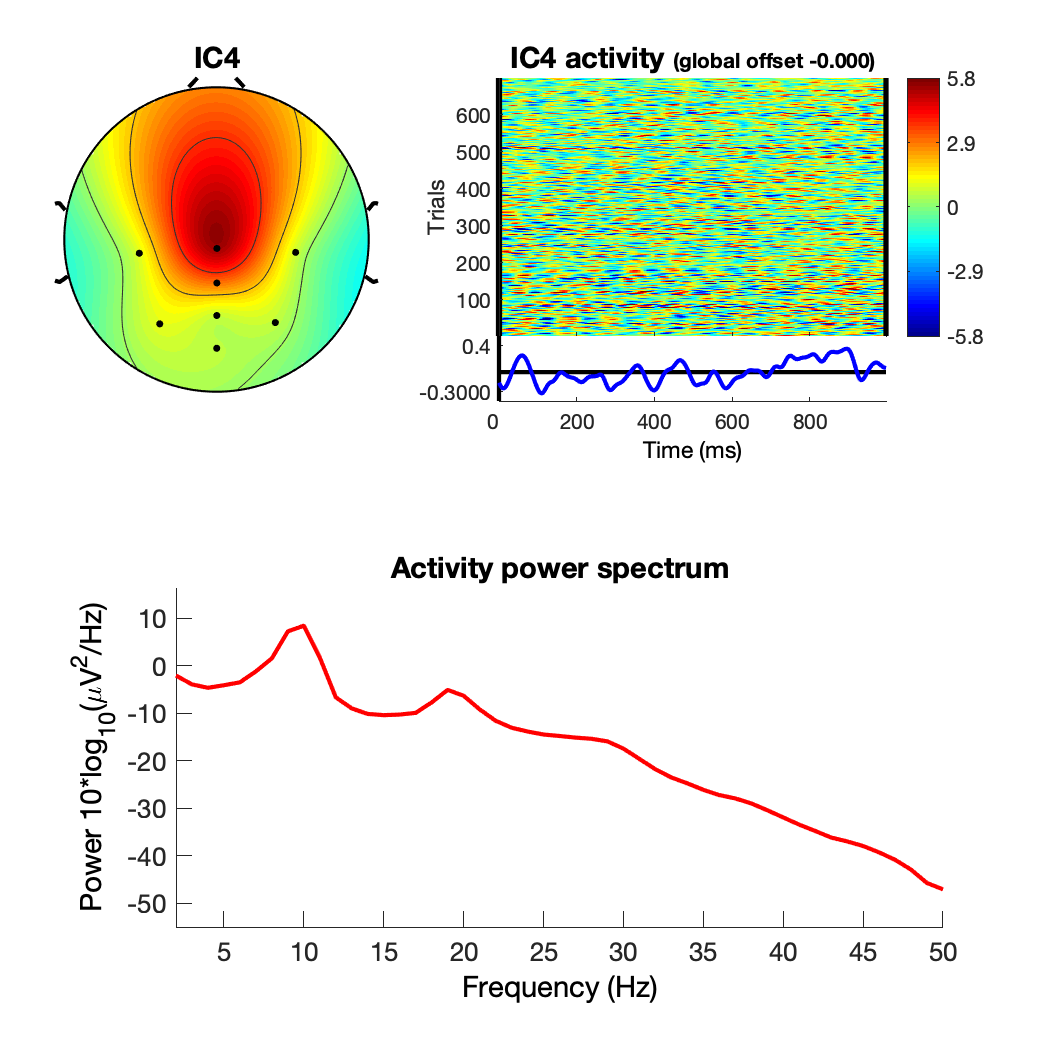 IC4
IC4 activity (global offset -0.000)
5.8
2.9
0
-2.9
-5.8
Trials
600
500
400
300
200
100
0.4
-0.3000
0 200 400 600 800
Time (ms)
Activity power spectrum
Power 10*log10(μV2/Hz)
10
0
-10
-20
-30
-40
-50
5 10 15 20 25 30 35 40 45 50
Frequency (Hz)